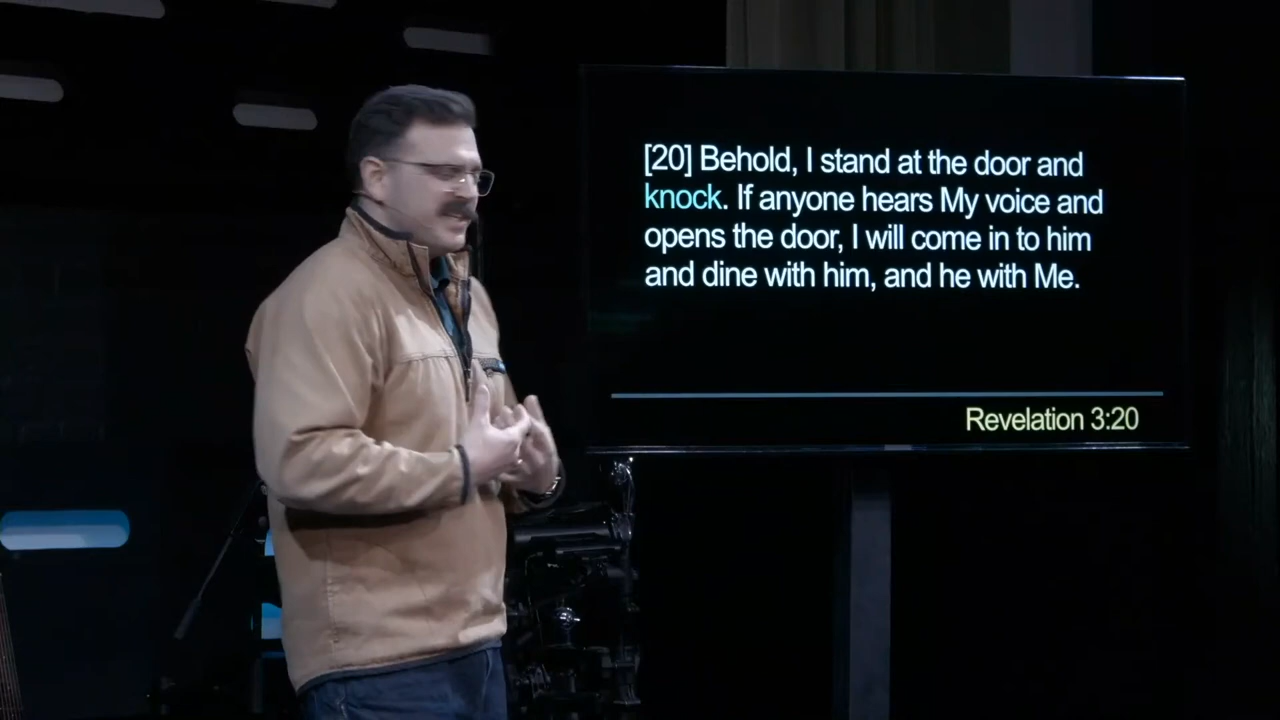 [20] Behold, I stand at the door and
knock. If anyone hears My voice and
opens the door, I will come in to him
and dine with him, and he with Me.
Revelation 3:20